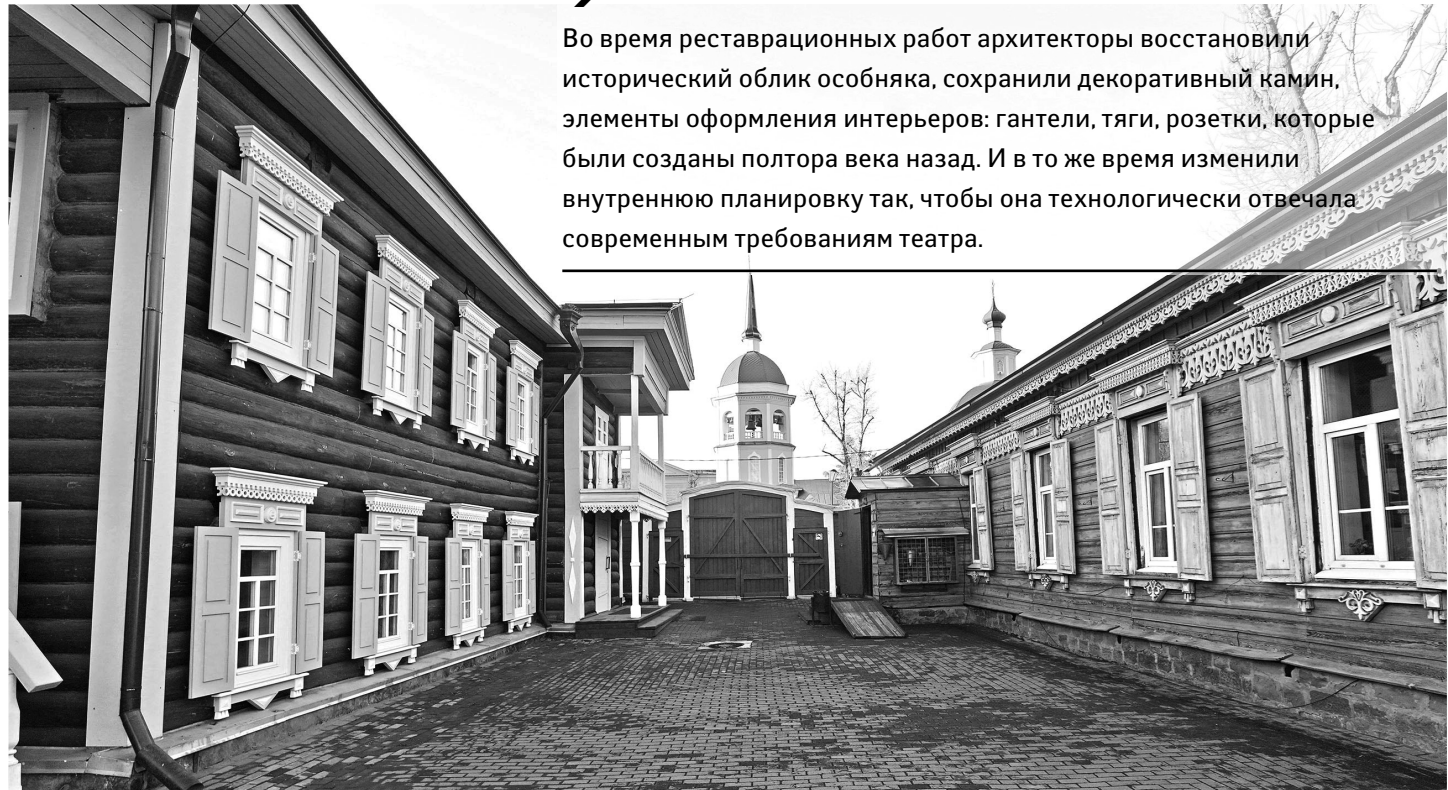 Во время реставрационных работ архитекторы восстановили
исторический облик особняка, сохранили декоративный камин,
элементы оформления интерьеров: гантели, тяги, розетки, которые
были созданы полтора века назад. И в то же время изменили
внутреннюю планировку так, чтобы она технологически отвечала
современным требованиям театра.